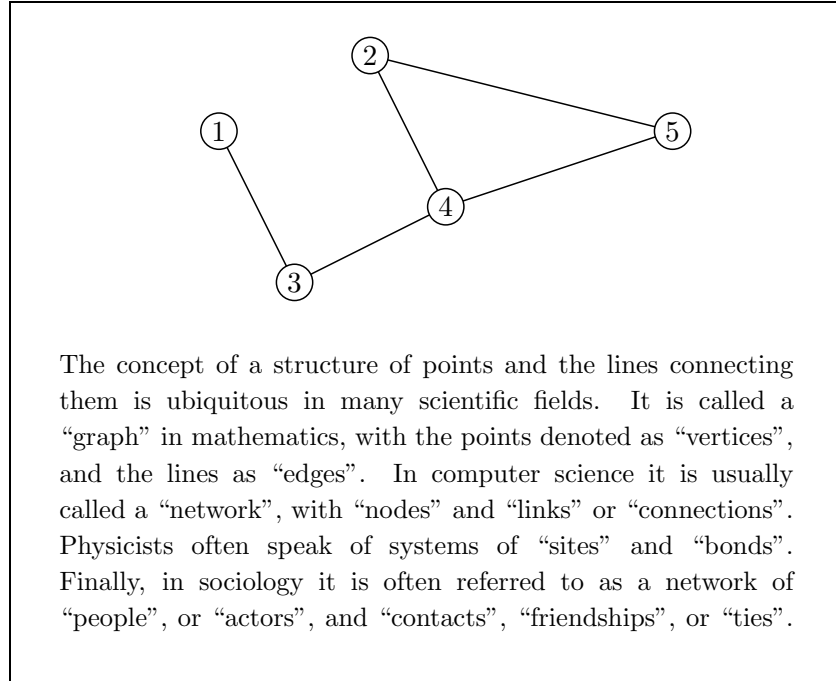 2
1
5
4
3
The concept of a structure of points and the lines connecting
them is ubiquitous in many scientific fields. It is called a
“graph” in mathematics, with the points denoted as “vertices”,
and the lines as “edges”. In computer science it is usually
called a “network”, with “nodes” and “links” or “connections”.
Physicists often speak of systems of “sites” and “bonds”.
Finally, in sociology it is often referred to as a network of
“people”, or “actors”, and “contacts”, “friendships”, or “ties”.